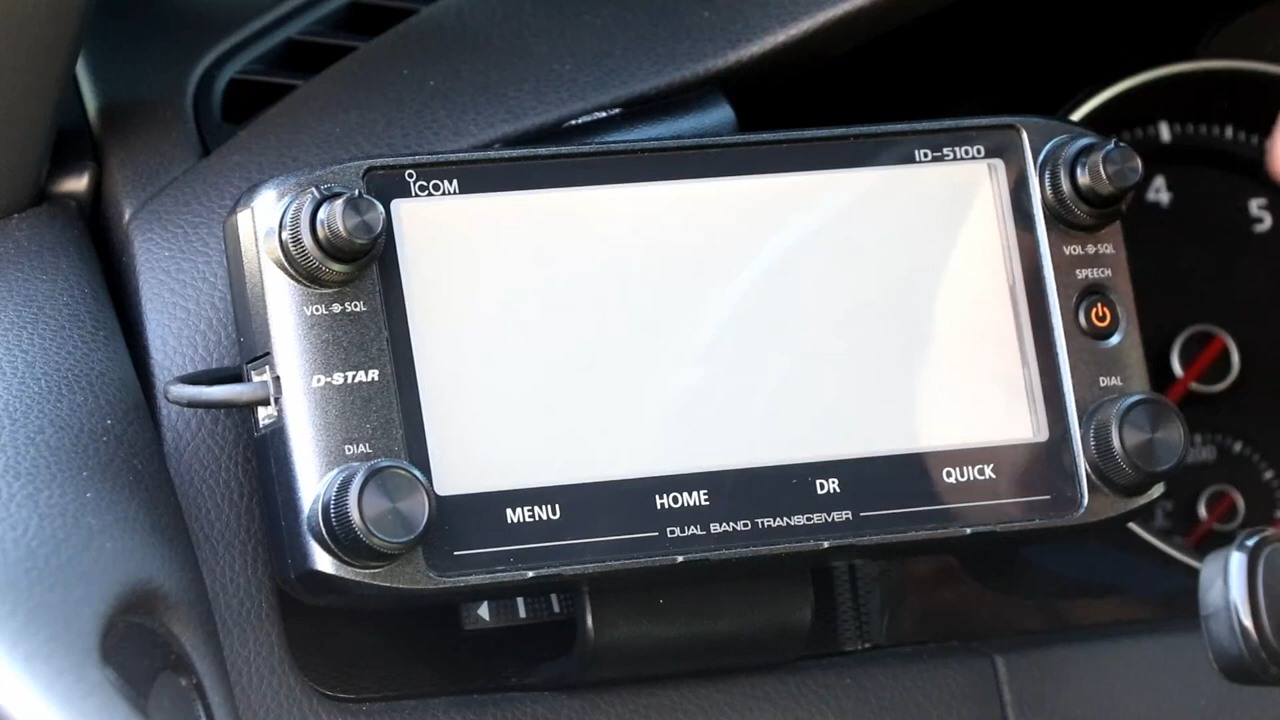 ICOM
ID-5100
VOL SQL
VOL SQL
SPEECH
D-STAR
DIAL
DIAL
MENU
HOME
DR
QUICK
DUAL BAND TRANSCEIVER
4
5